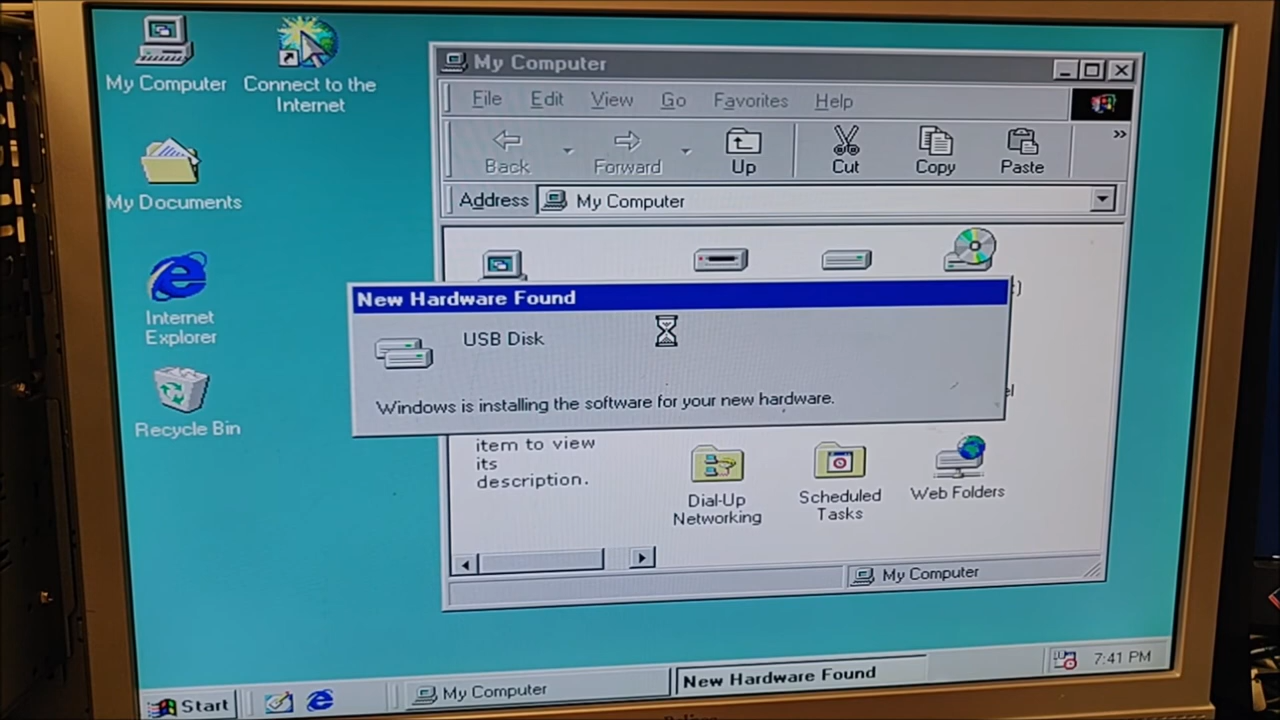 My Computer
Connect to the
Internet
My Documents
Internet
Explorer
Recycle Bin
My Computer
File Edit View Go Favorites Help
Back Forward Up Cut Copy Paste »
Address My Computer
:)
New Hardware Found
USB Disk
Windows is installing the software for your new hardware.
el
item to view
its
description.
Dial-Up
Networking
Scheduled
Tasks
Web Folders
My Computer
Start My Computer New Hardware Found 7:41 PM